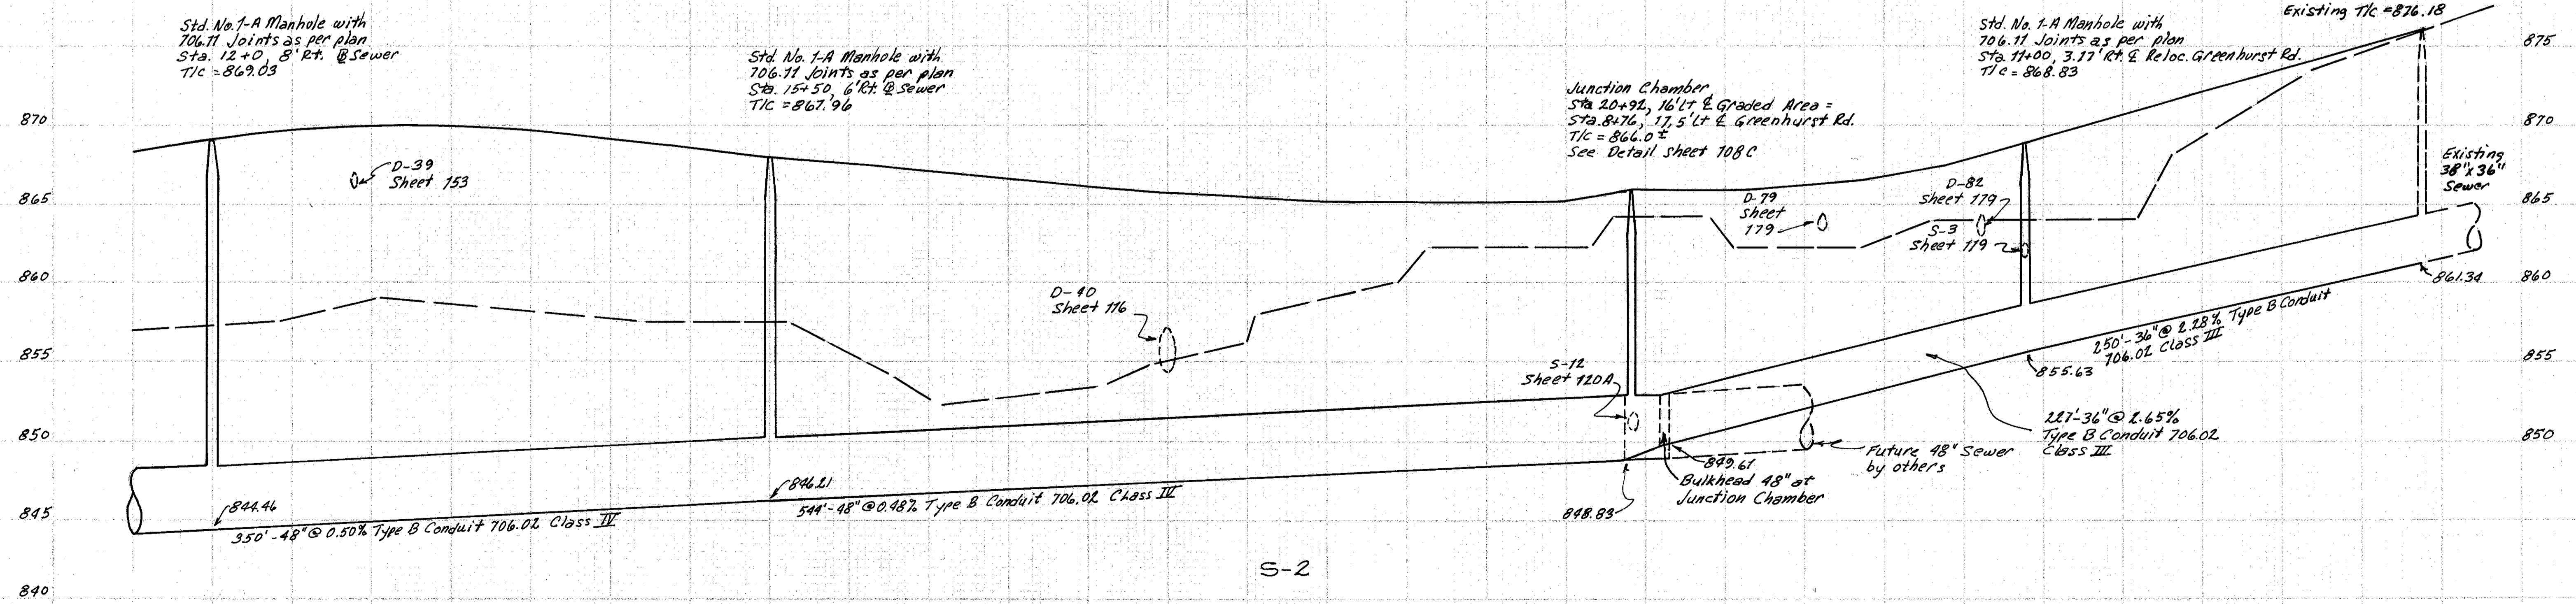 Std. No. 1-A Manhole with
706.11 Joints as per plan
Sta. 12+0, 8' Rt. ₧ Sewer
T/c = 869.03
Std. No. 1-A Manhole with
706.11 Joints as per plan
Sta. 15+50, 6' Rt. ₧ Sewer
T/c = 867.96
Junction Chamber
Sta 20+92, 16' Lt ℄ Graded Area =
Sta. 8+76, 17.5' Lt ℄ Greenhurst Rd.
T/c = 866.0 ±
See Detail sheet 108C
Std. No. 1-A Manhole with
706.11 Joints as per plan
Sta 11+00, 3.17' Rt. ℄ Reloc. Greenhurst Rd.
T/c = 868.83
Existing T/c = 876.18
875
870
870
865
865
860
860
855
855
850
850
845
840
D-39
Sheet 153
D-40
Sheet 116
D-79
Sheet
179
D-82
Sheet 179
S-3
Sheet 119
Existing
38"x36"
Sewer
861.34
250'-36" @ 2.28% Type B Conduit
706.02 Class III
855.63
227'-36" @ 2.65%
Type B Conduit 706.02
Class III
S-12
Sheet 120A
Future 48" Sewer
by others
849.61
Bulkhead 48" at
Junction Chamber
848.83
846.21
544'-48" @ 0.48% Type B Conduit 706.02 Class IV
844.46
350'-48" @ 0.50% Type B Conduit 706.02 Class IV
S-2